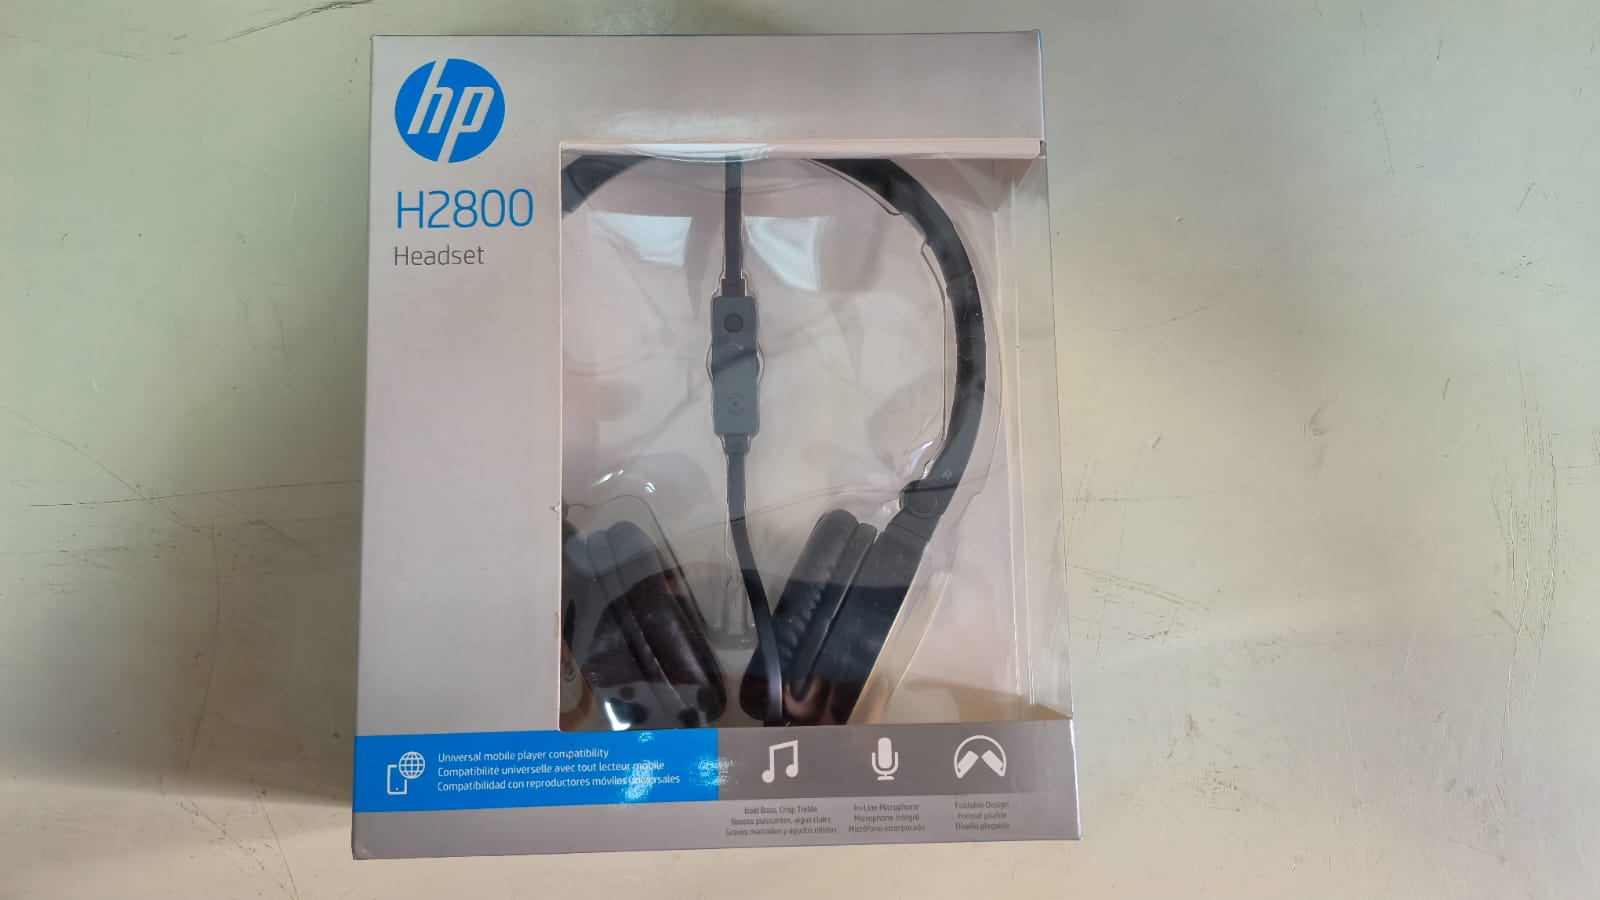 hp
H2800
Headset
R
Universal mobile player compatibility
Compatibilité universelle avec tout lecteur mobile
Compatibilidad con reproductores móviles universales
Bold Bass, Crisp Treble
Basses puissantes, aigus clairs
Graves marcados y agudos nítidos
In-Line Microphone
Microphone intégré
Micrófono incorporado
Foldable Design
Format pliable
Diseño plegable